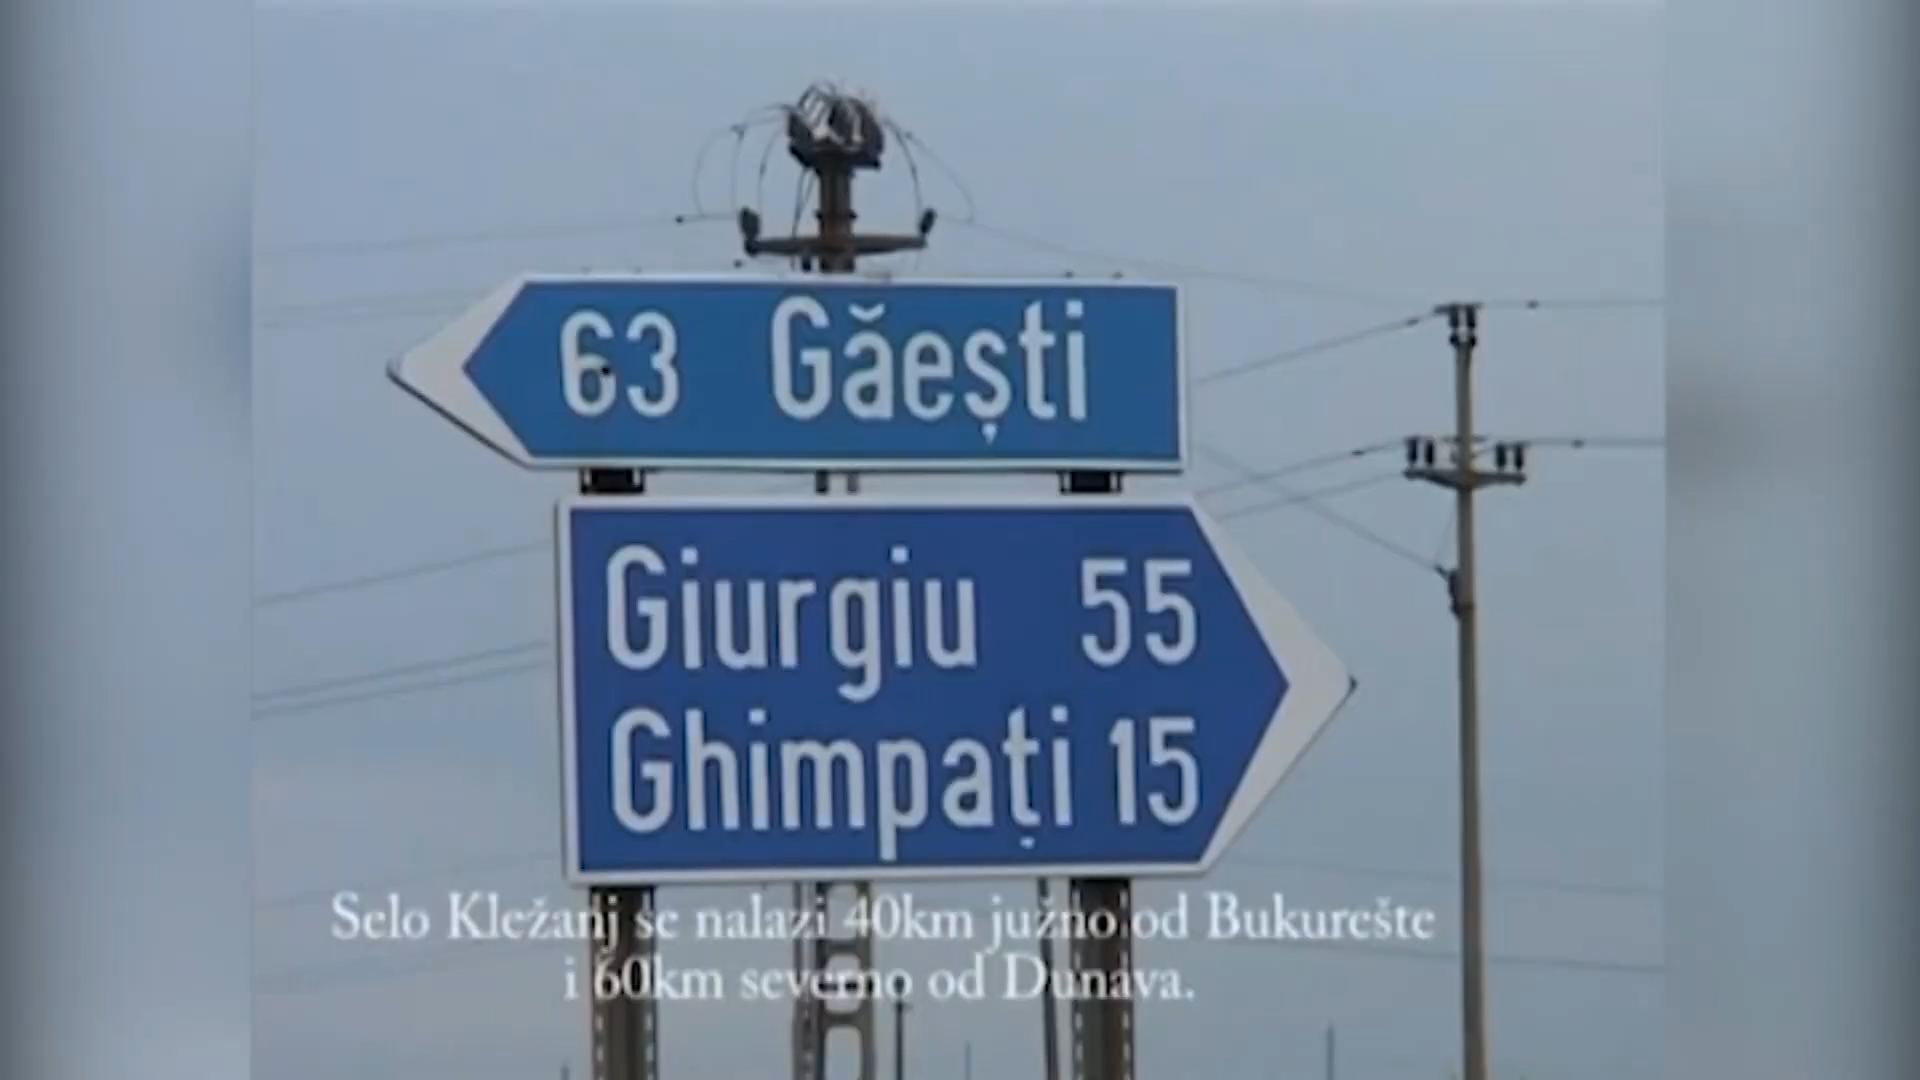 63 Găești
Giurgiu 55
Ghimpați 15
Selo Kležanj se nalazi 40km južno od Bukurešte
i 60km severno od Dunava.